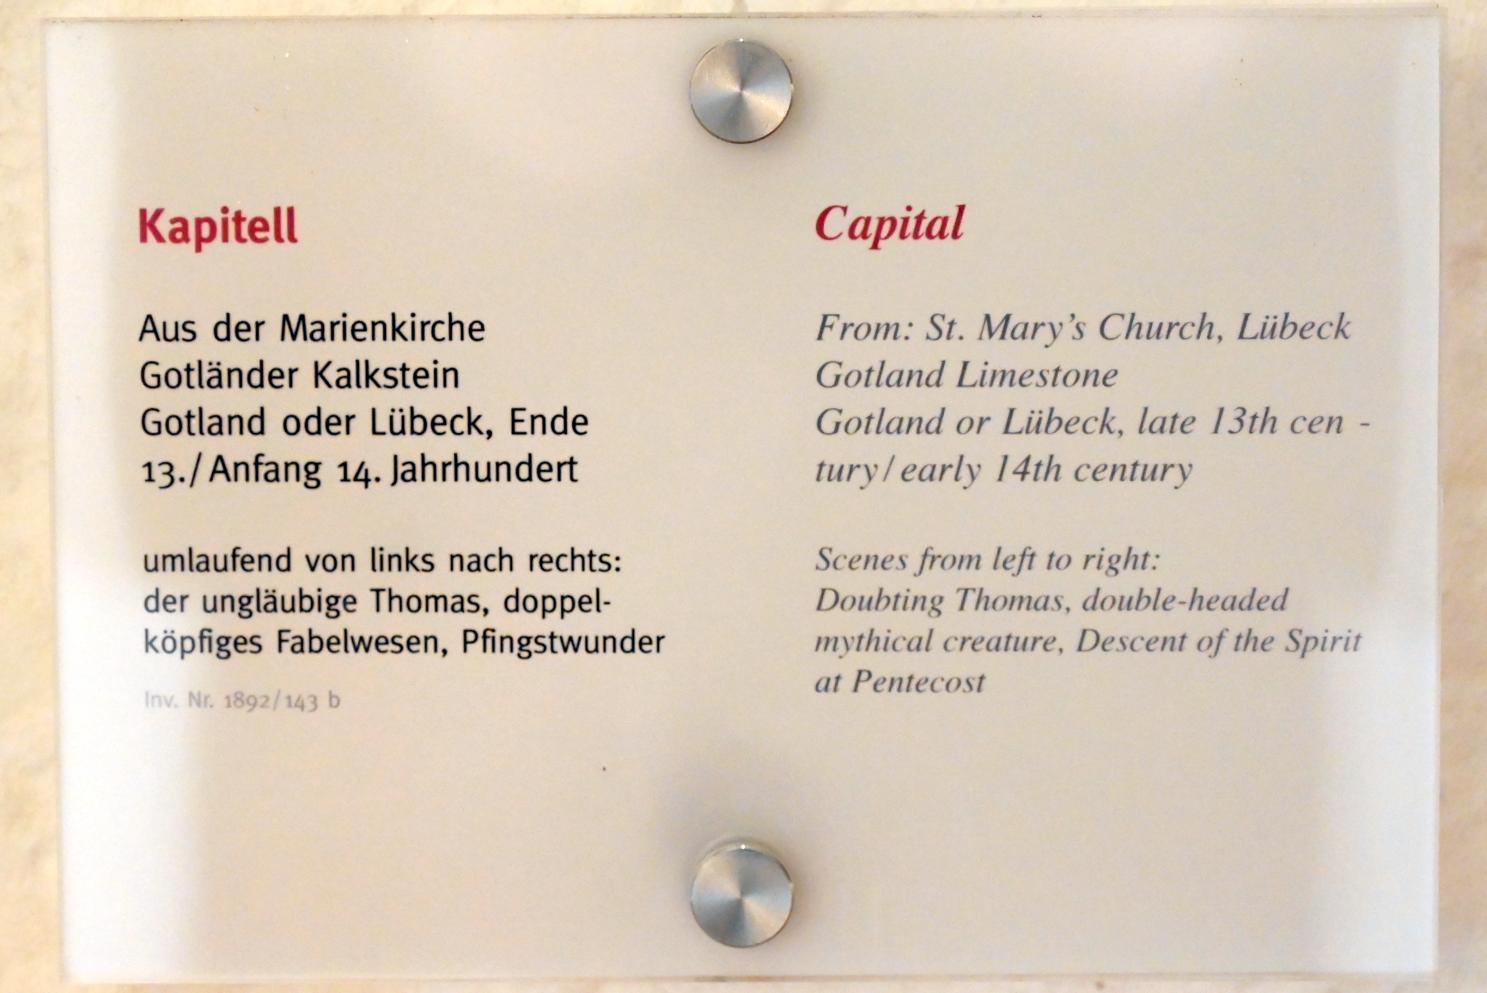 Kapitell
Aus der Marienkirche
Gotländer Kalkstein
Gotland oder Lübeck, Ende
13./Anfang 14. Jahrhundert
umlaufend von links nach rechts:
der ungläubige Thomas, doppel-
köpfiges Fabelwesen, Pfingstwunder
Inv. Nr. 1892/143 b
Capital
From: St. Mary's Church, Lübeck
Gotland Limestone
Gotland or Lübeck, late 13th cen -
tury/early 14th century
Scenes from left to right:
Doubting Thomas, double-headed
mythical creature, Descent of the Spirit
at Pentecost